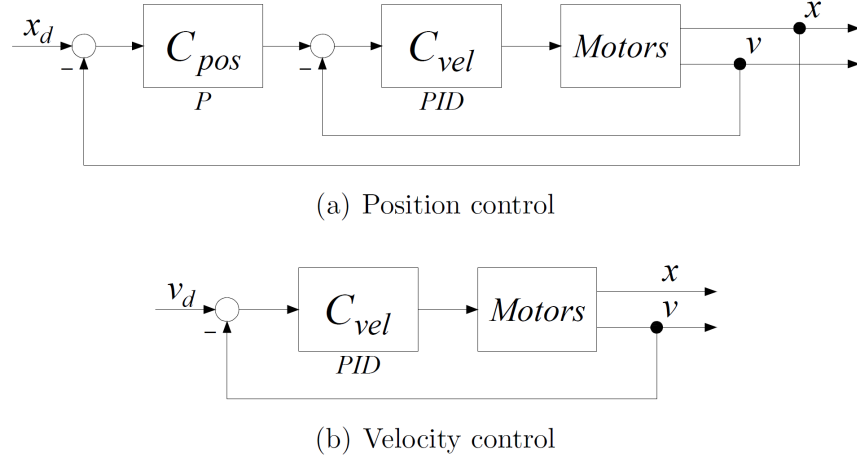 x_d C_pos C_vel Motors x v
− P − PID
(a) Position control
v_d C_vel Motors x v
− PID
(b) Velocity control